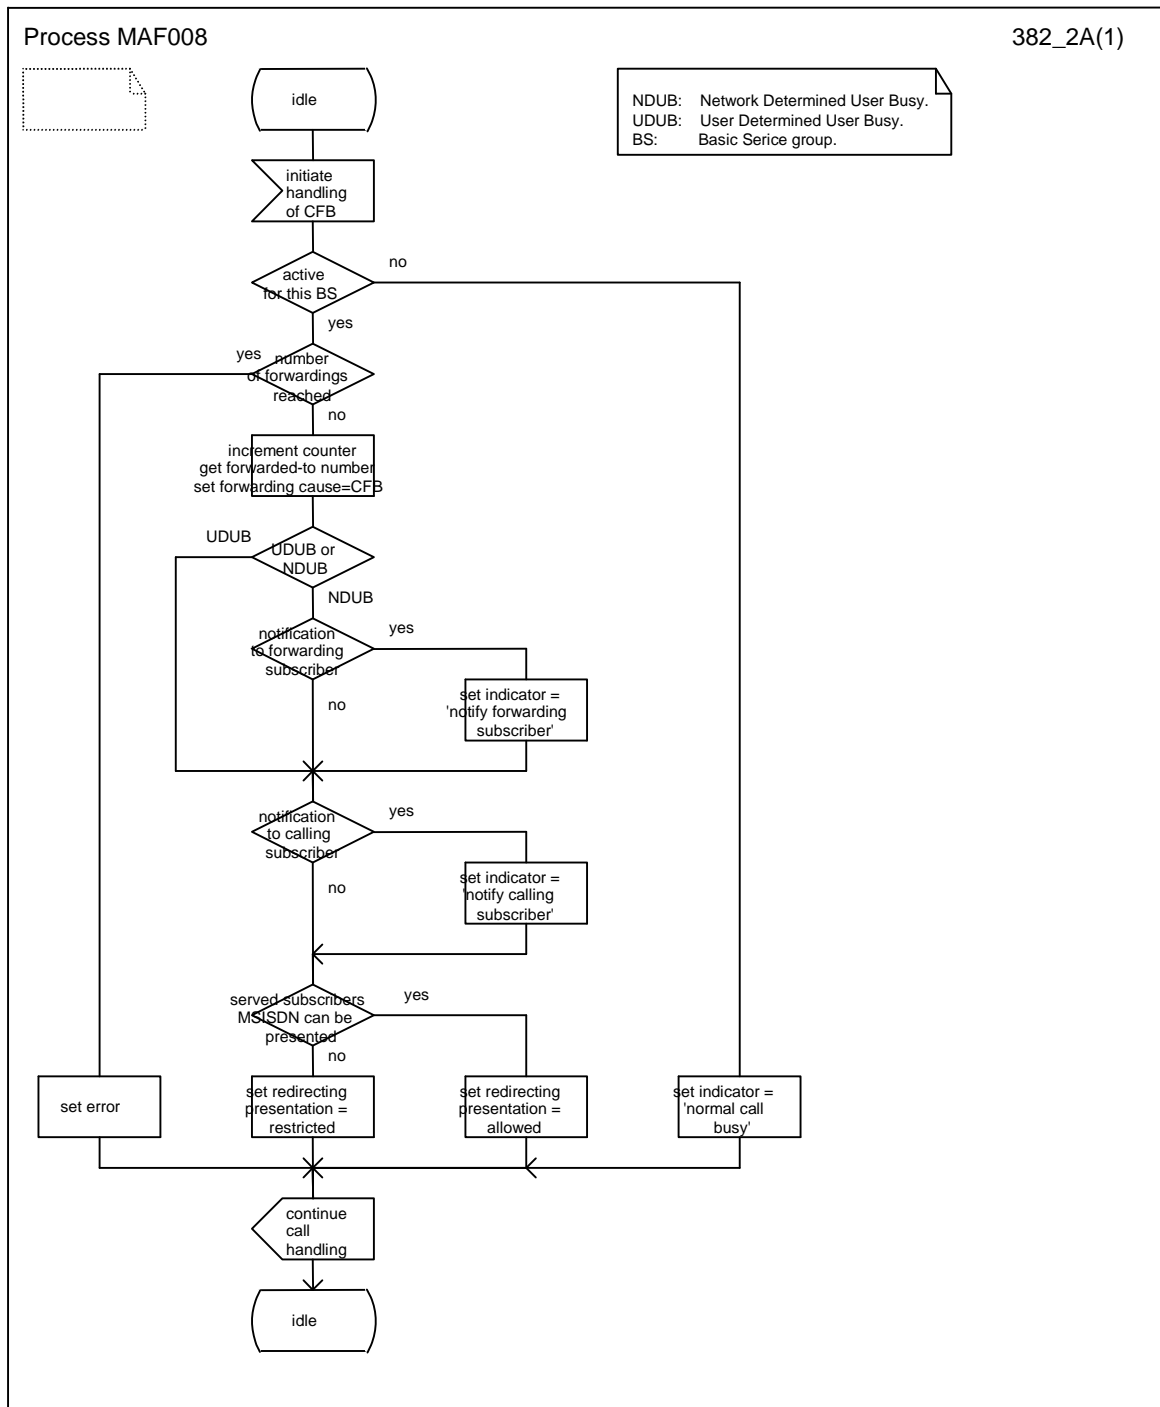 Process MAF008
382_2A(1)
idle
NDUB: Network Determined User Busy.
UDUB: User Determined User Busy.
BS: Basic Serice group.
initiate
handling
of CFB
no
active
for this BS
yes
yes
number
of forwardings
reached
no
increment counter
get forwarded-to number
set forwarding cause=CFB
UDUB
UDUB or
NDUB
NDUB
notification
to forwarding
subscriber
yes
no
set indicator =
'notify forwarding
subscriber'
notification
to calling
subscriber
yes
no
set indicator =
'notify calling
subscriber'
served subscribers
MSISDN can be
presented
yes
no
set error
set redirecting
presentation =
restricted
set redirecting
presentation =
allowed
set indicator =
'normal call
busy'
continue
call
handling
idle